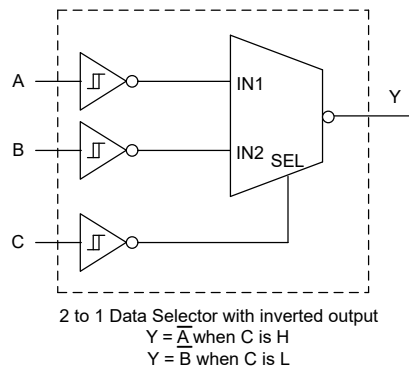 A
IN1
Y
B
IN2
SEL
C
2 to 1 Data Selector with inverted output
Y = A̅ when C is H
Y = B̅ when C is L